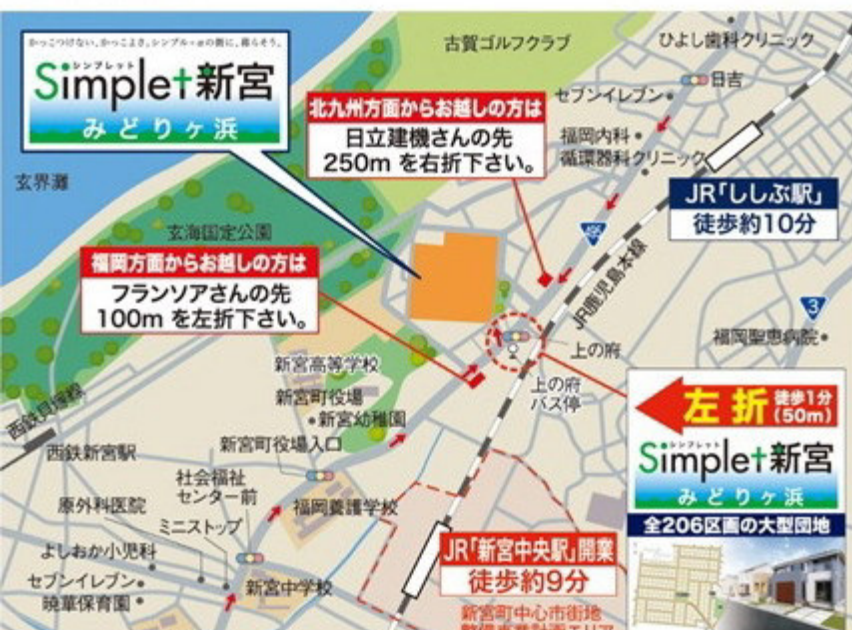 かっこつけない、かっこよさ。シンプル+αの街に、暮らそう。
シンプレット
Simplet新宮
みどりヶ浜
古賀ゴルフクラブ
ひよし歯科クリニック
日吉
セブンイレブン
北九州方面からお越しの方は
日立建機さんの先
250m を右折下さい。
福岡内科
循環器科クリニック
玄界灘
JR「ししぶ駅」
徒歩約10分
玄海国定公園
495
福岡方面からお越しの方は
フランソアさんの先
100m を左折下さい。
JR鹿児島本線
3
福岡聖恵病院
上の府
新宮高等学校
上の府
バス停
新宮町役場
新宮幼稚園
左折 徒歩1分
(50m)
西鉄貝塚線
西鉄新宮駅
新宮町役場入口
シンプレット
Simplet新宮
みどりヶ浜
社会福祉
センター前
原外科医院
福岡養護学校
全206区画の大型団地
ミニストップ
よしおか小児科
JR「新宮中央駅」開業
徒歩約9分
セブンイレブン
暁華保育園
新宮中学校
新宮町中心市街地